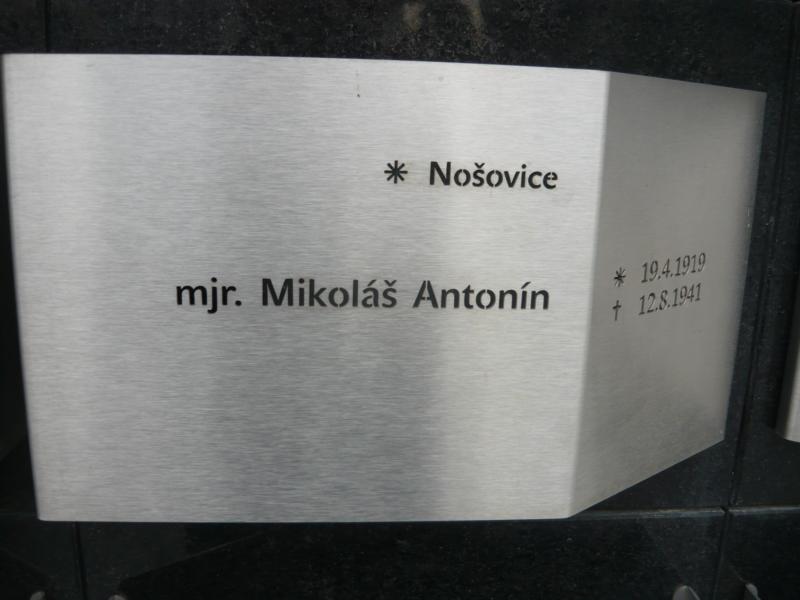 * Nošovice
mjr. Mikoláš Antonín
* 19.4.1919
† 12.8.1941